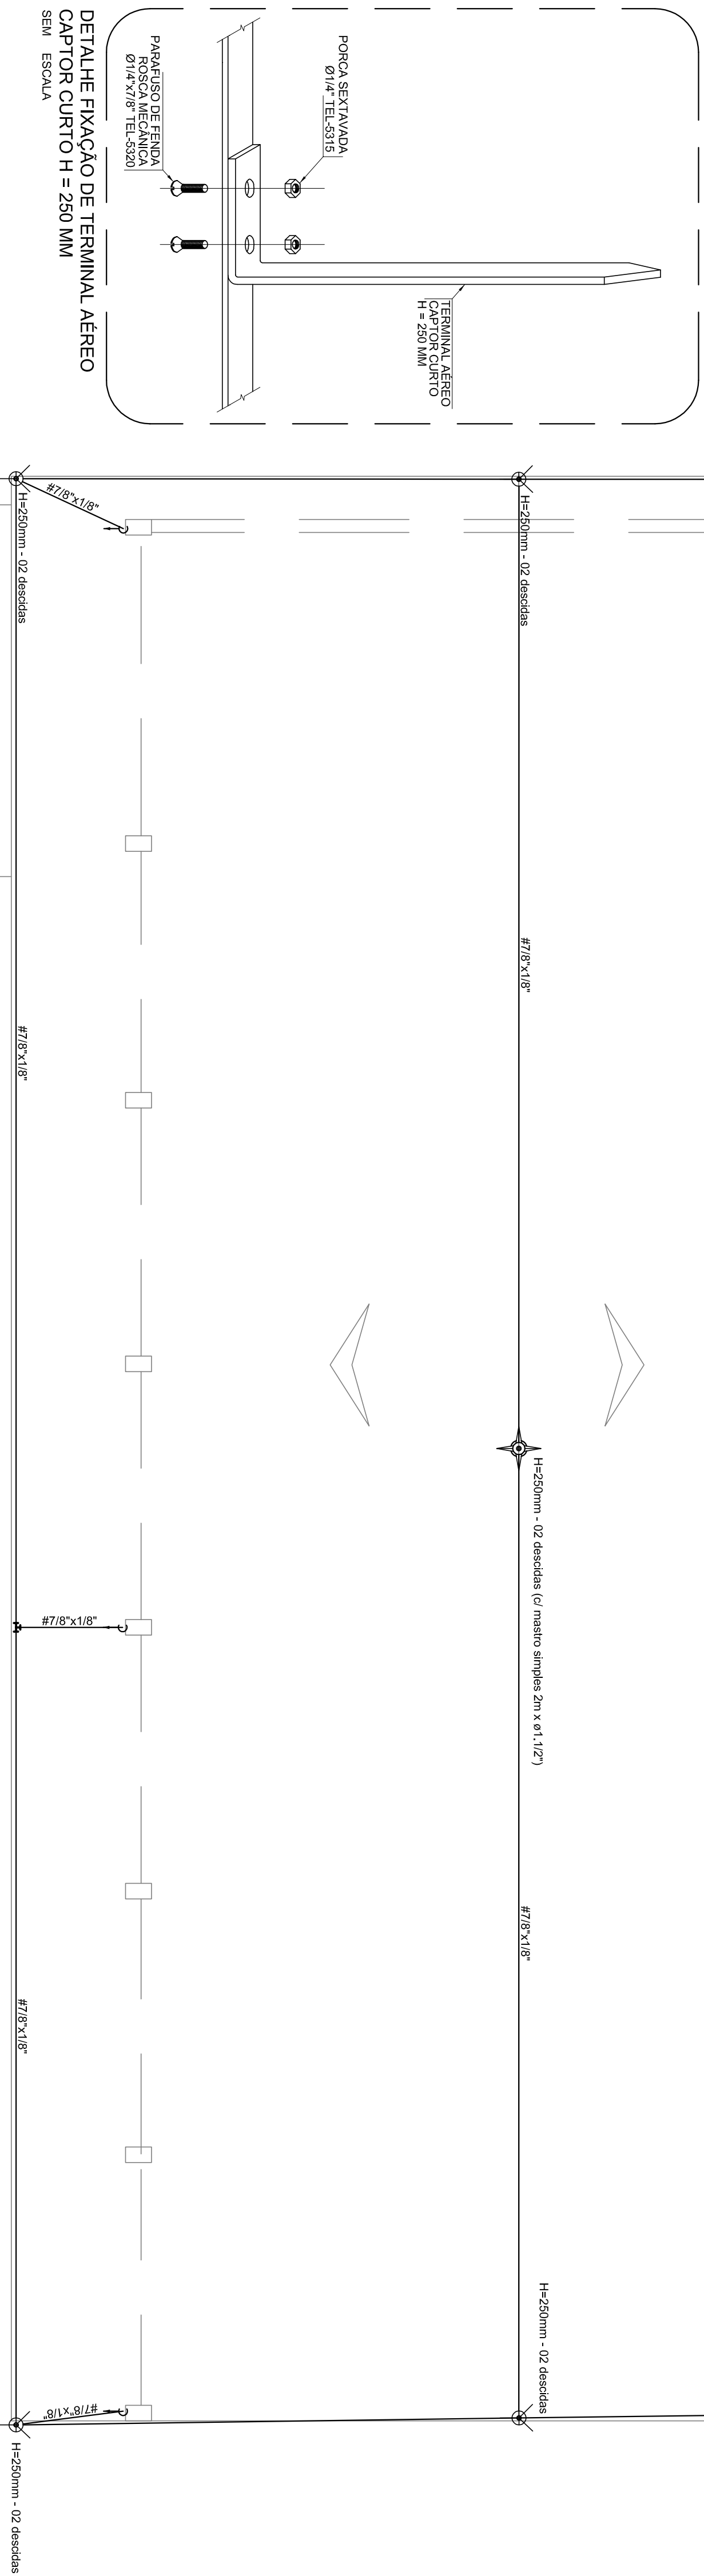 PORCA SEXTAVADA
Ø1/4" TEL-5315
TERMINAL AÉREO
CAPTOR CURTO
H = 250 MM
PARAFUSO DE FENDA
ROSCA MECÂNICA
Ø1/4"x7/8" TEL-5320
DETALHE FIXAÇÃO DE TERMINAL AÉREO
CAPTOR CURTO H = 250 MM
SEM ESCALA
H=250mm - 02 descidas
#7/8"x1/8"
H=250mm - 02 descidas (c/ mastro simples 2m x ø1.1/2")
#7/8"x1/8"
H=250mm - 02 descidas
#7/8"x1/8"
H=250mm - 02 descidas
#7/8"x1/8"
#7/8"x1/8"
#7/8"x1/8"
#7/8"x1/8"
H=250mm - 02 descidas